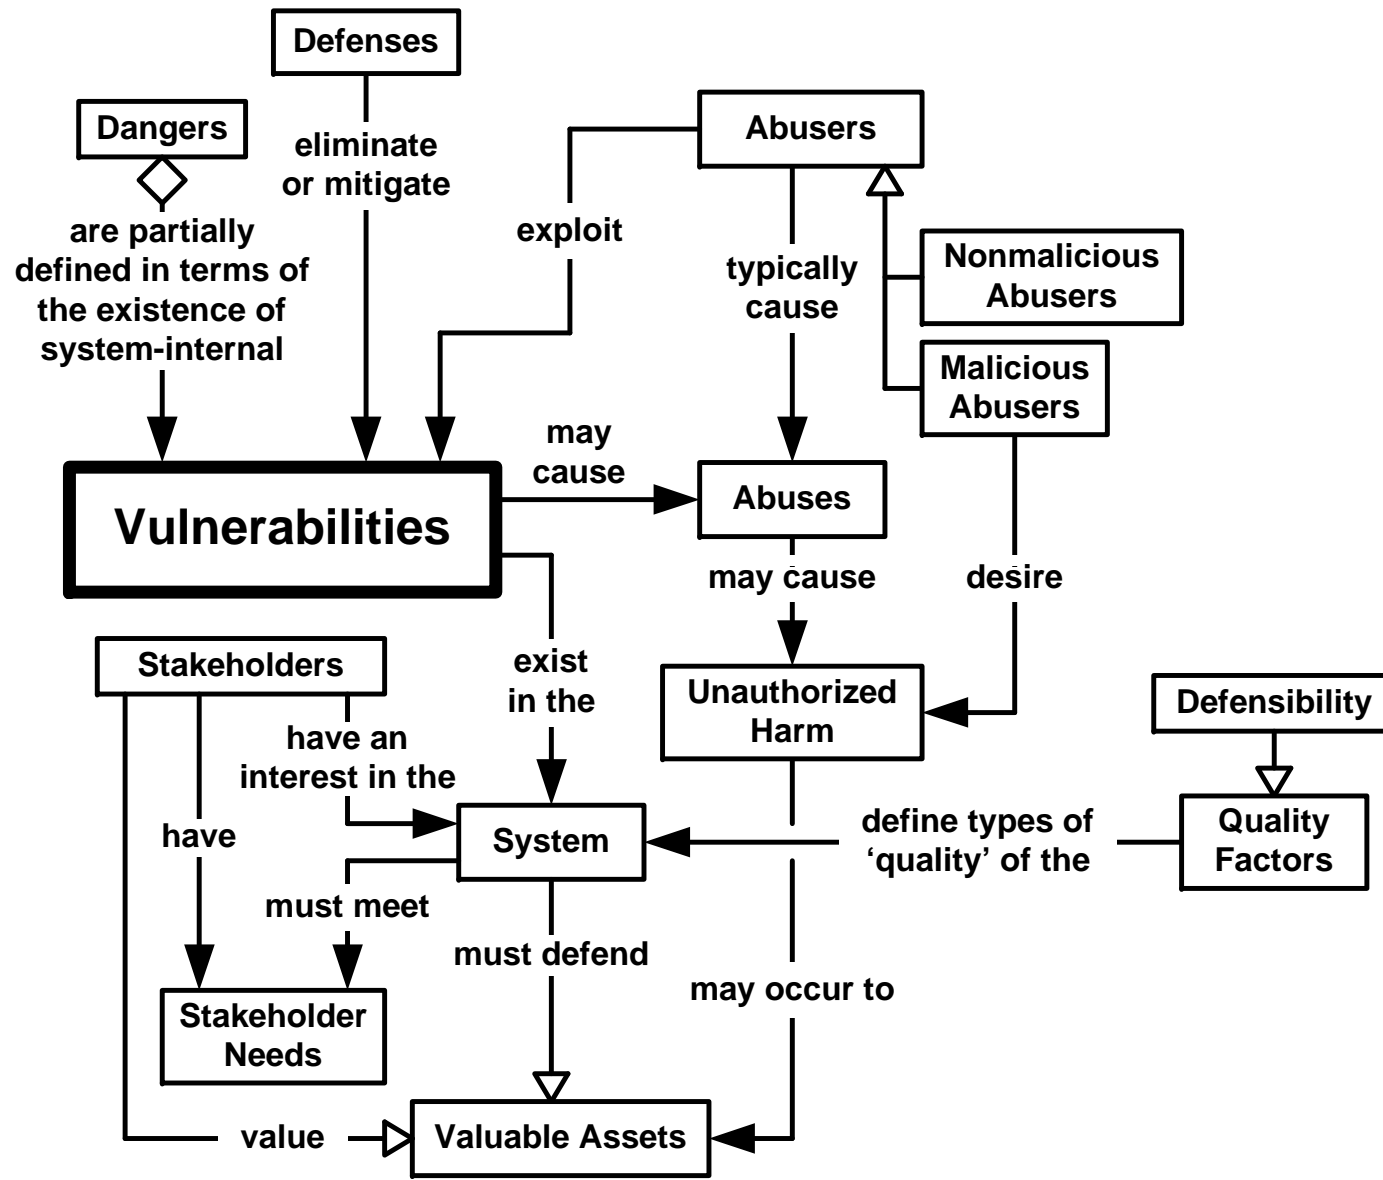 Defenses
Dangers
eliminate
or mitigate
Abusers
are partially
defined in terms of
the existence of
system-internal
exploit
typically
cause
Nonmalicious
Abusers
Malicious
Abusers
may
cause
Vulnerabilities
Abuses
may cause
desire
Stakeholders
exist
in the
Unauthorized
Harm
Defensibility
have an
interest in the
have
System
define types of
‘quality’ of the
Quality
Factors
must meet
must defend
may occur to
Stakeholder
Needs
value
Valuable Assets